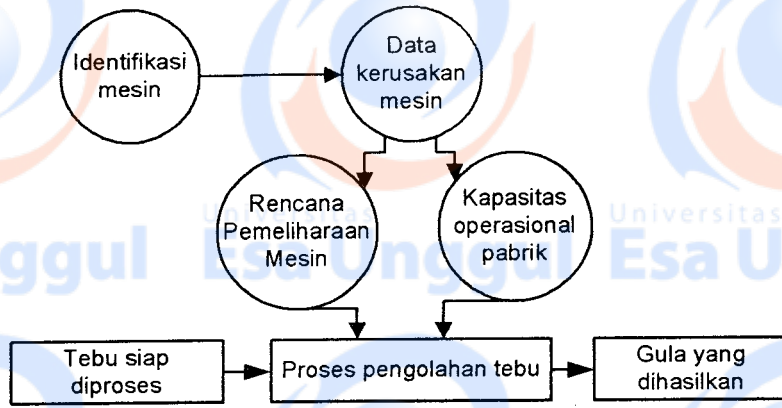 Identifikasi
mesin
Data
kerusakan
mesin
Rencana
Pemeliharaan
Mesin
Kapasitas
operasional
pabrik
Universitas
Universitas
nggul
Esa Unggul
Esa U
Tebu siap
diproses
Proses pengolahan tebu
Gula yang
dihasilkan